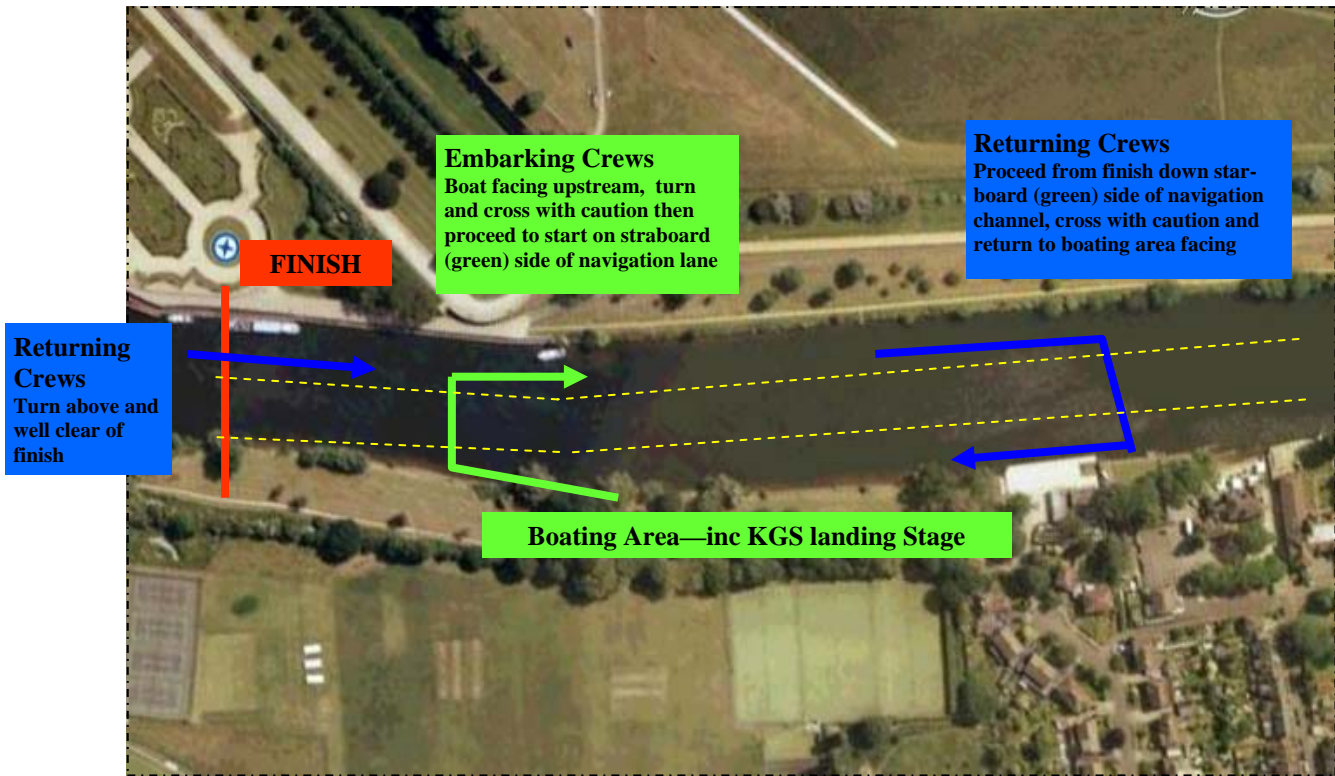 Embarking Crews
Boat facing upstream, turn
and cross with caution then
proceed to start on straboard
(green) side of navigation lane
Returning Crews
Proceed from finish down star-
board (green) side of navigation
channel, cross with caution and
return to boating area facing
FINISH
Returning
Crews
Turn above and
well clear of
finish
Boating Area—inc KGS landing Stage